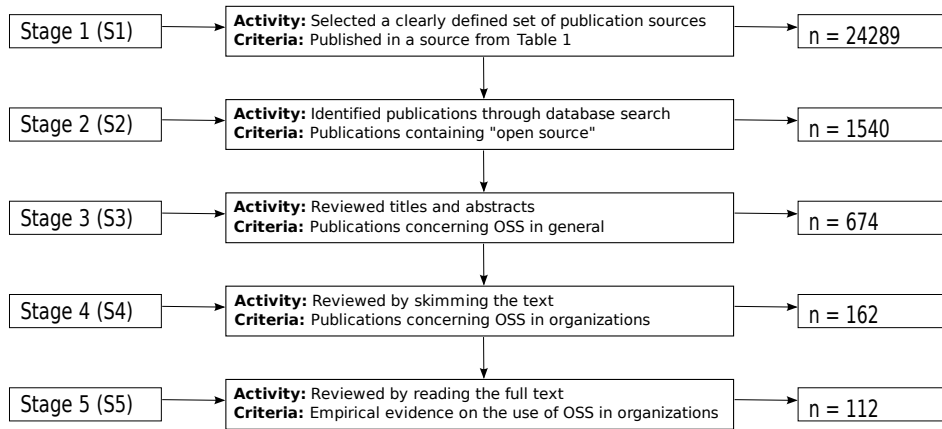 Stage 1 (S1)
Activity: Selected a clearly defined set of publication sources
Criteria: Published in a source from Table 1
n = 24289
Stage 2 (S2)
Activity: Identified publications through database search
Criteria: Publications containing "open source"
n = 1540
Stage 3 (S3)
Activity: Reviewed titles and abstracts
Criteria: Publications concerning OSS in general
n = 674
Stage 4 (S4)
Activity: Reviewed by skimming the text
Criteria: Publications concerning OSS in organizations
n = 162
Stage 5 (S5)
Activity: Reviewed by reading the full text
Criteria: Empirical evidence on the use of OSS in organizations
n = 112